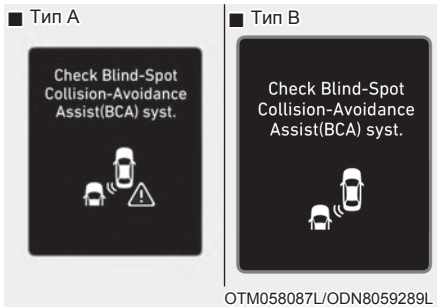 ■ Тип A
Check Blind-Spot
Collision-Avoidance
Assist(BCA) syst.
■ Тип B
Check Blind-Spot
Collision-Avoidance
Assist(BCA) syst.
OTM058087L/ODN8059289L